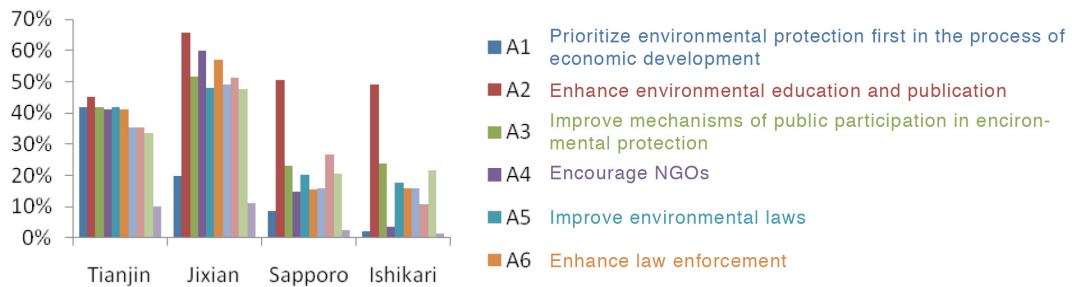 70%
60%
50%
40%
30%
20%
10%
0%
Tianjin Jixian Sapporo Ishikari
A1 Prioritize environmental protection first in the process of
economic development
A2 Enhance environmental education and publication
A3 Improve mechanisms of public participation in enciron-
mental protection
A4 Encourage NGOs
A5 Improve environmental laws
A6 Enhance law enforcement